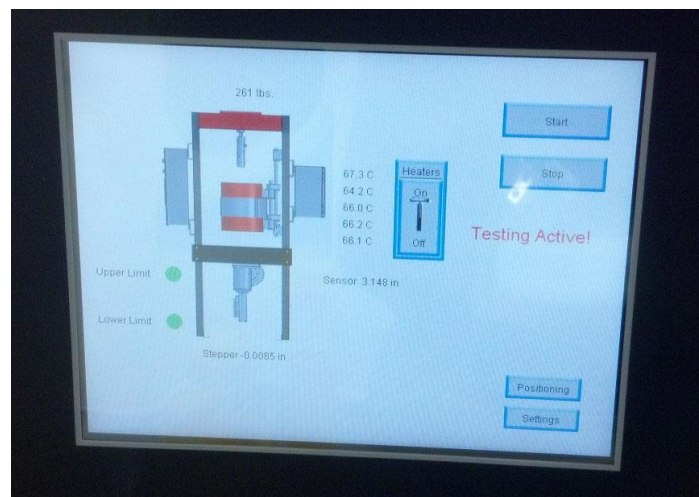 261 lbs.
Start
Stop
Heaters
On
Off
67.3 C
64.2 C
66.0 C
66.2 C
66.1 C
Testing Active!
Upper Limit
Sensor 3.148 in
Lower Limit
Stepper -0.0085 in
Positioning
Settings